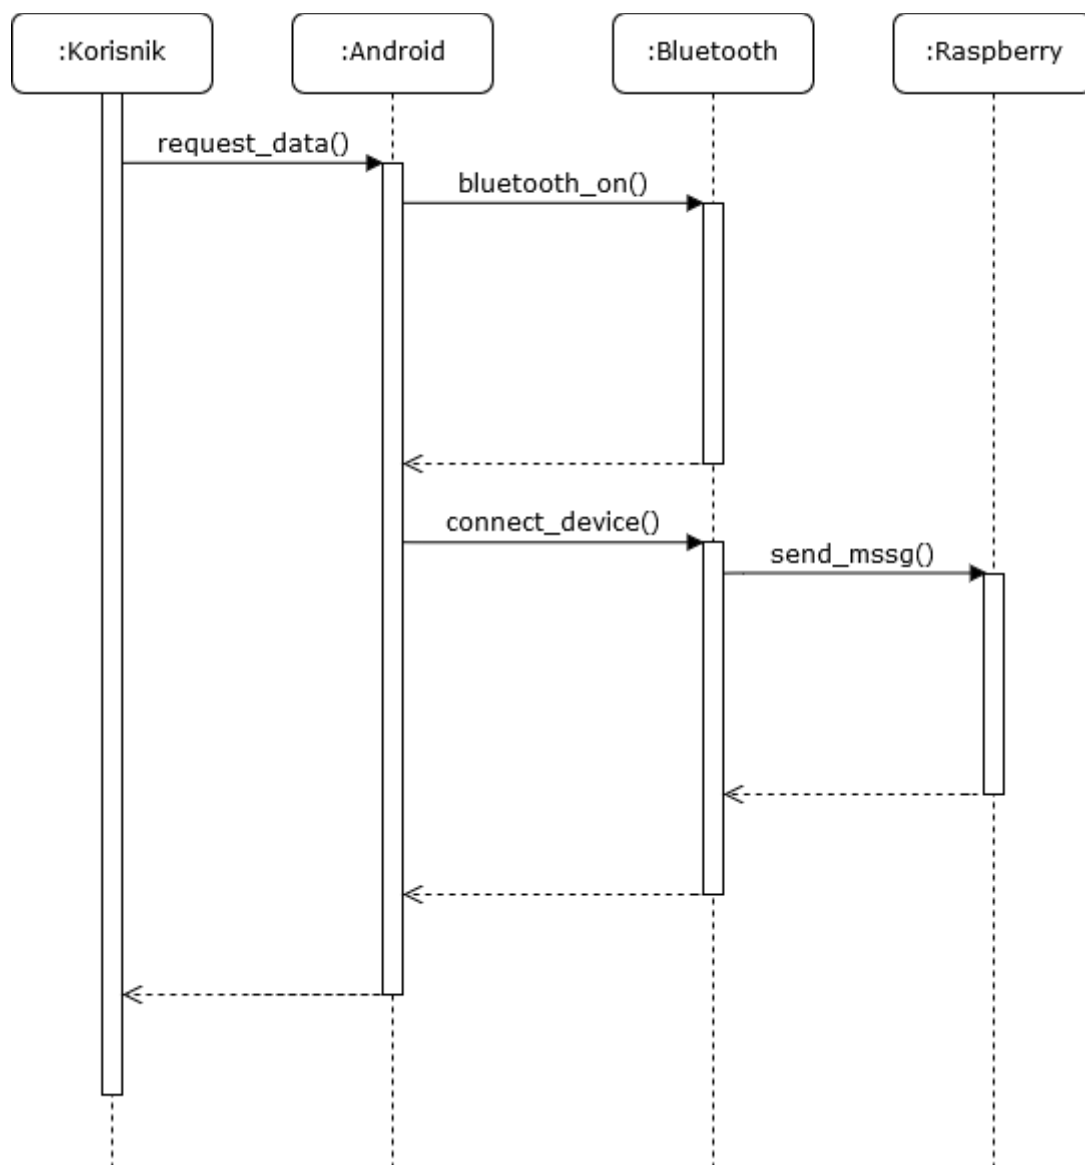 :Korisnik
:Android
:Bluetooth
:Raspberry
request_data()
bluetooth_on()
connect_device()
send_mssg()